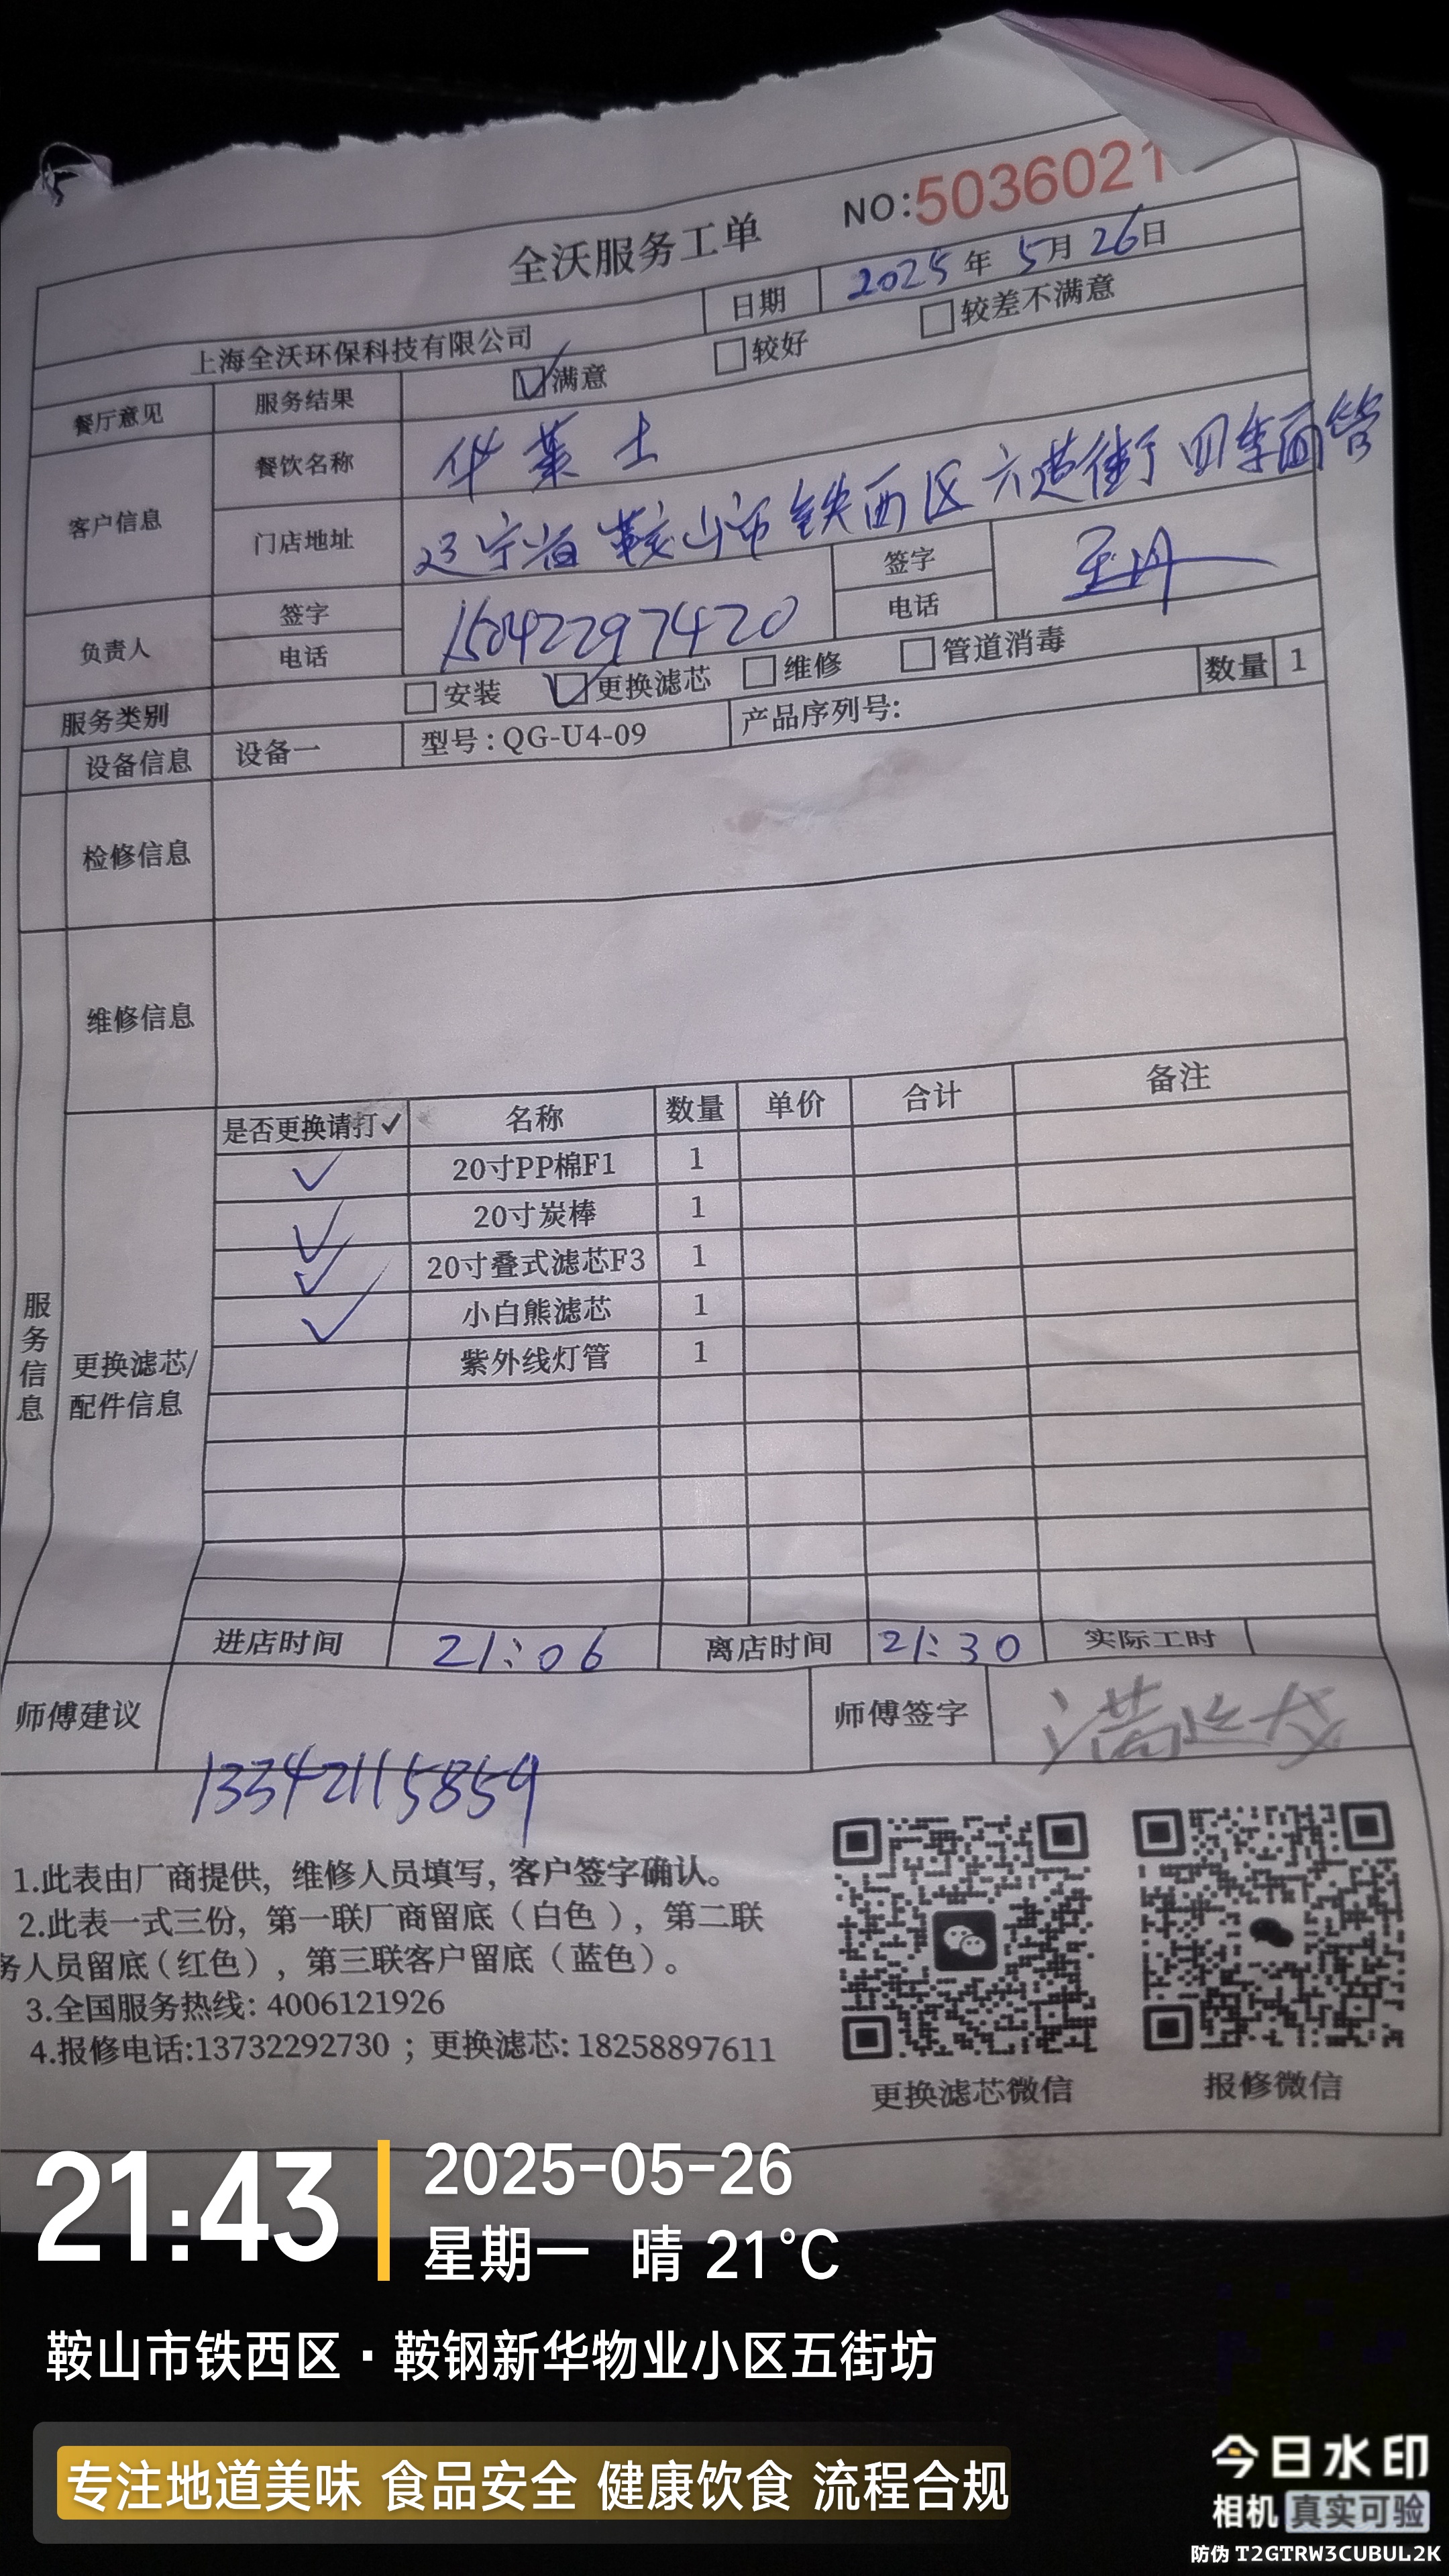 全沃服务工单
NO:5036021
上海全沃环保科技有限公司 日期 2025年5月26日
餐厅意见 服务结果 满意 较好 较差不满意
客户信息 餐饮名称 华莱士
门店地址 辽宁省鞍山市铁西区六道街四季面馆
负责人 签字 电话 15042297420 签字 电话
服务类别 安装 更换滤芯 维修 管道消毒
设备信息 设备一 型号:QG-U4-09 产品序列号: 数量 1
检修信息
维修信息
服务信息
更换滤芯/配件信息
是否更换请打✓ 名称 数量 单价 合计 备注
✓ 20寸PP棉F1 1
✓ 20寸炭棒 1
✓ 20寸叠式滤芯F3 1
✓ 小白熊滤芯 1
紫外线灯管 1
进店时间 21:06 离店时间 21:30 实际工时
师傅建议 师傅签字
13342115859
1.此表由厂商提供,维修人员填写,客户签字确认。
2.此表一式三份,第一联厂商留底(白色),第二联
务人员留底(红色),第三联客户留底(蓝色)。
3.全国服务热线:4006121926
4.报修电话:13732292730;更换滤芯:18258897611
更换滤芯微信 报修微信
21:43
2025-05-26
星期一 晴 21°C
鞍山市铁西区·鞍钢新华物业小区五街坊
专注地道美味 食品安全 健康饮食 流程合规
今日水印
相机 真实可验
防伪 T2GTRW3CUBUL2K